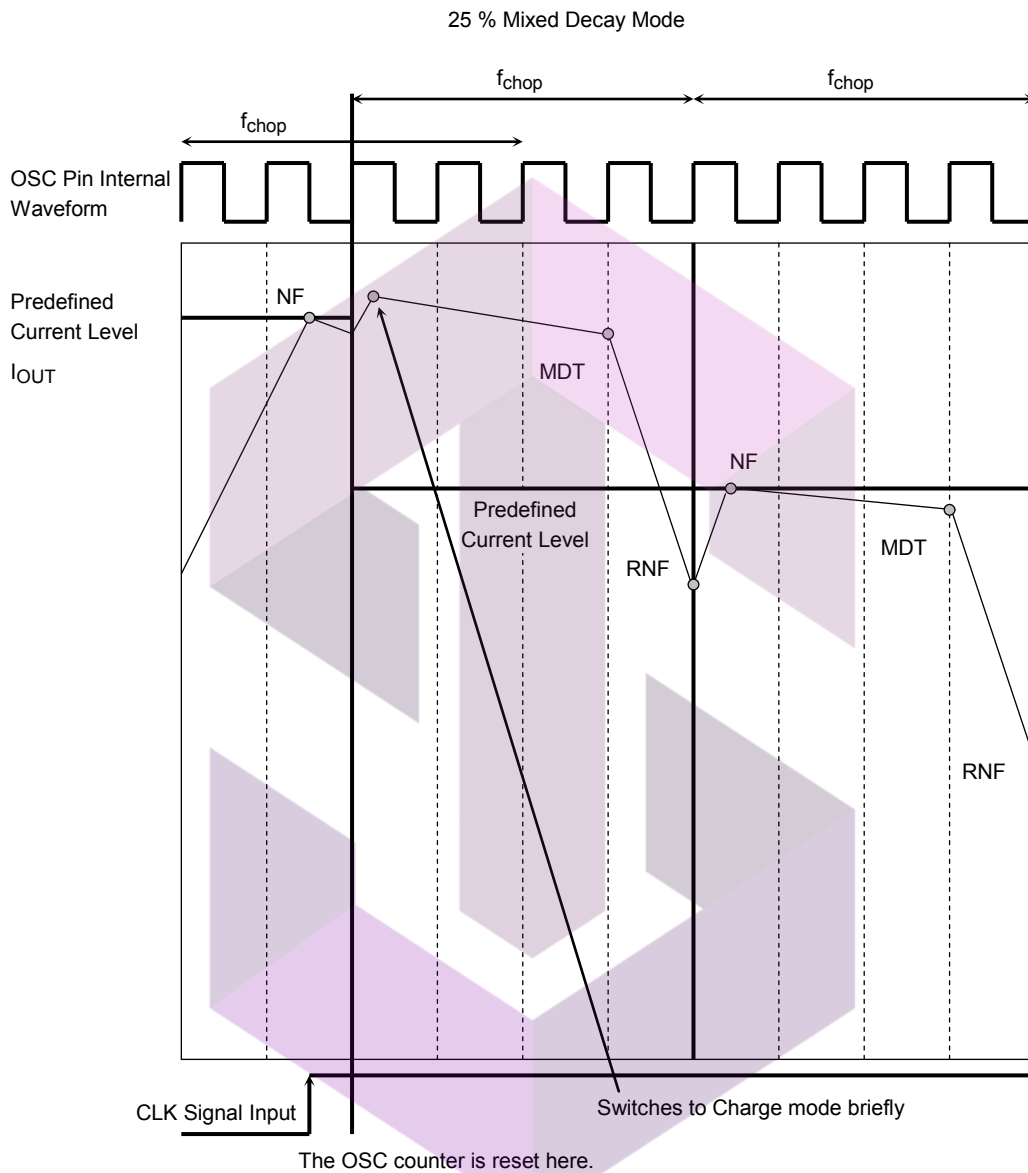 25 % Mixed Decay Mode
fchop
fchop
fchop
OSC Pin Internal
Waveform
Predefined
Current Level
IOUT
NF
MDT
NF
Predefined
Current Level
RNF
MDT
RNF
CLK Signal Input
Switches to Charge mode briefly
The OSC counter is reset here.